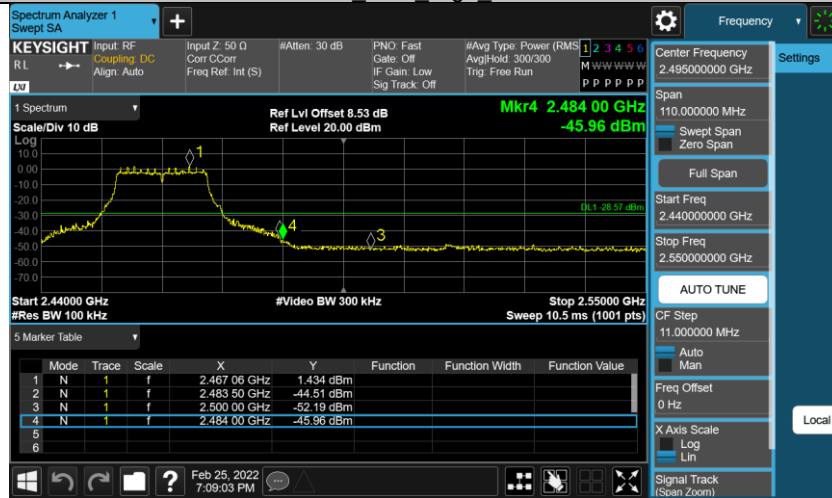 Spectrum Analyzer 1
Swept SA
Frequency
KEYSIGHT
Input: RF
Input Z: 50 Ω
#Atten: 30 dB
PNO: Fast
#Avg Type: Power (RMS
1 2 3 4 5 6
R L
Coupling: DC
Corr CCorr
Gate: Off
Avg|Hold: 300/300
M W W W W W
Align: Auto
Freq Ref: Int (S)
IF Gain: Low
Trig: Free Run
Sig Track: Off
P P P P P P
LXI
1 Spectrum
Ref Lvl Offset 8.53 dB
Mkr4 2.484 00 GHz
Scale/Div 10 dB
Ref Level 20.00 dBm
-45.96 dBm
Log
10.0
0.00
-10.0
-20.0
-30.0
-40.0
-50.0
-60.0
-70.0
1
4
3
DL1 -28.57 dBm
Start 2.44000 GHz
#Video BW 300 kHz
Stop 2.55000 GHz
#Res BW 100 kHz
Sweep 10.5 ms (1001 pts)
5 Marker Table
Mode Trace Scale X Y Function Function Width Function Value
1 N 1 f 2.467 06 GHz 1.434 dBm
2 N 1 f 2.483 50 GHz -44.51 dBm
3 N 1 f 2.500 00 GHz -52.19 dBm
4 N 1 f 2.484 00 GHz -45.96 dBm
5
6
Feb 25, 2022
7:09:03 PM
?
Center Frequency
2.495000000 GHz
Span
110.000000 MHz
Swept Span
Zero Span
Full Span
Start Freq
2.440000000 GHz
Stop Freq
2.550000000 GHz
AUTO TUNE
CF Step
11.000000 MHz
Auto
Man
Freq Offset
0 Hz
X Axis Scale
Log
Lin
Signal Track
(Span Zoom)
Settings
Local